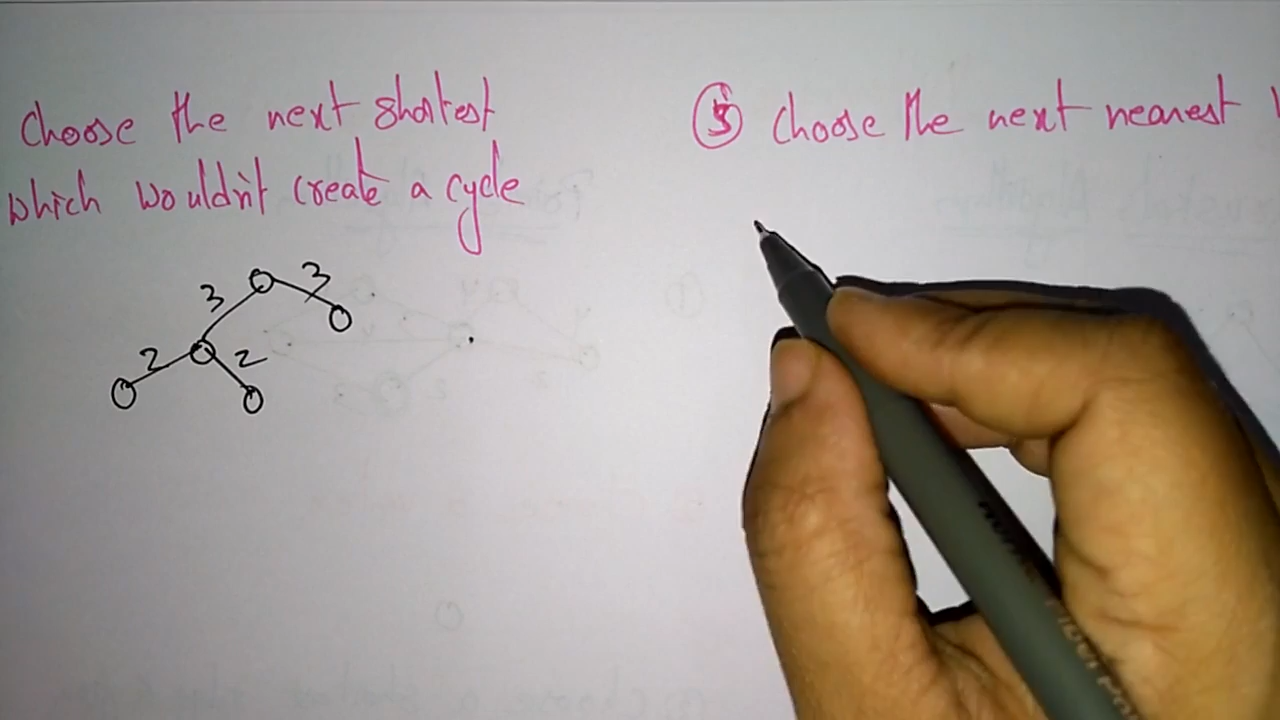 Choose the next shortest
which wouldn't create a cycle
3 3
2 2
⑤ choose the next nearest